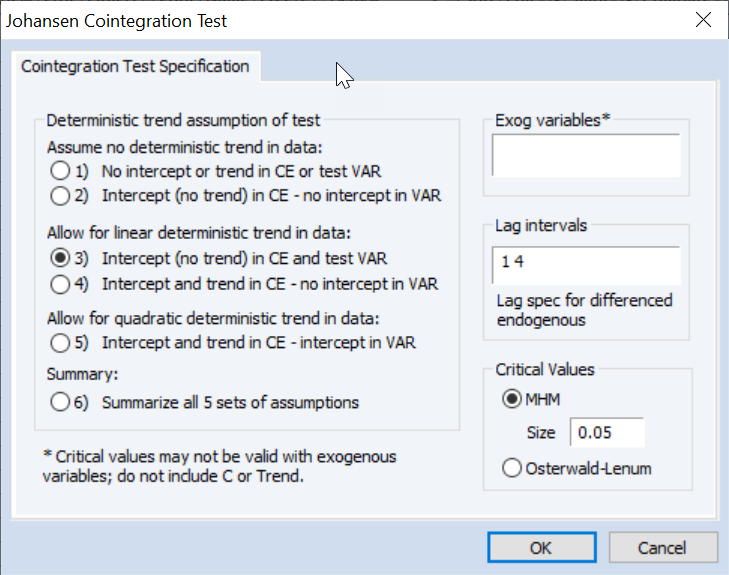 Johansen Cointegration Test
Cointegration Test Specification
Deterministic trend assumption of test
Assume no deterministic trend in data:
1) No intercept or trend in CE or test VAR
2) Intercept (no trend) in CE - no intercept in VAR
Allow for linear deterministic trend in data:
3) Intercept (no trend) in CE and test VAR
4) Intercept and trend in CE - no intercept in VAR
Allow for quadratic deterministic trend in data:
5) Intercept and trend in CE - intercept in VAR
Summary:
6) Summarize all 5 sets of assumptions
* Critical values may not be valid with exogenous
variables; do not include C or Trend.
Exog variables*
Lag intervals
1 4
Lag spec for differenced
endogenous
Critical Values
MHM
Size 0.05
Osterwald-Lenum
OK
Cancel